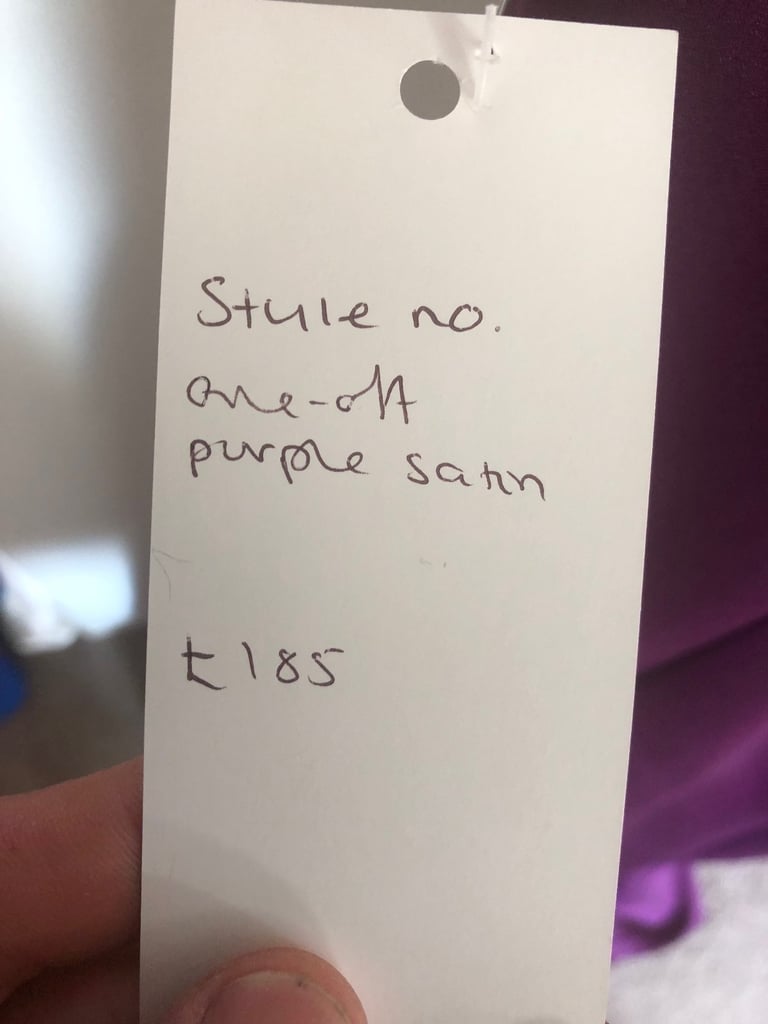 Style no.
one-off
purple satin
£185